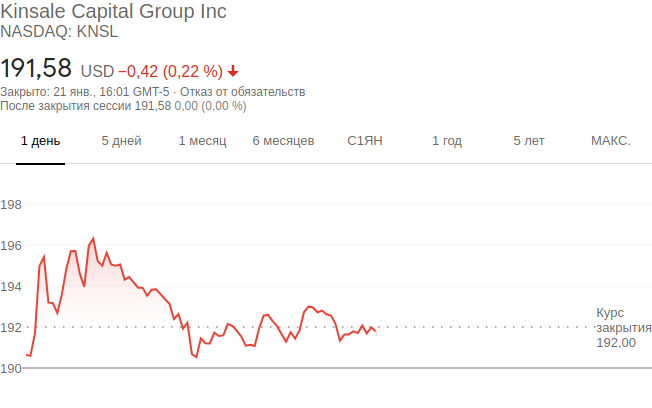 Kinsale Capital Group Inc
NASDAQ: KNSL
191,58 USD −0,42 (0,22 %)
Закрыто: 21 янв., 16:01 GMT-5 · Отказ от обязательств
После закрытия сессии 191,58 0,00 (0,00 %)
1 день 5 дней 1 месяц 6 месяцев С1ЯН 1 год 5 лет МАКС.
198
196
194
192
190
Курс
закрытия
192,00